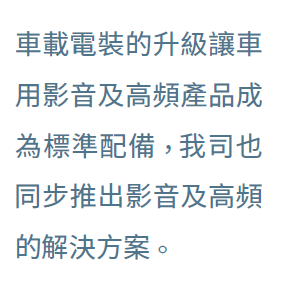 車載電裝的升級讓車
用影音及高頻產品成
為標準配備，我司也
同步推出影音及高頻
的解決方案。